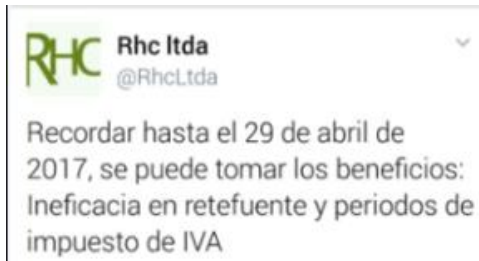 RHC Rhc ltda
@RhcLtda
Recordar hasta el 29 de abril de
2017, se puede tomar los beneficios:
Ineficacia en retefuente y periodos de
impuesto de IVA